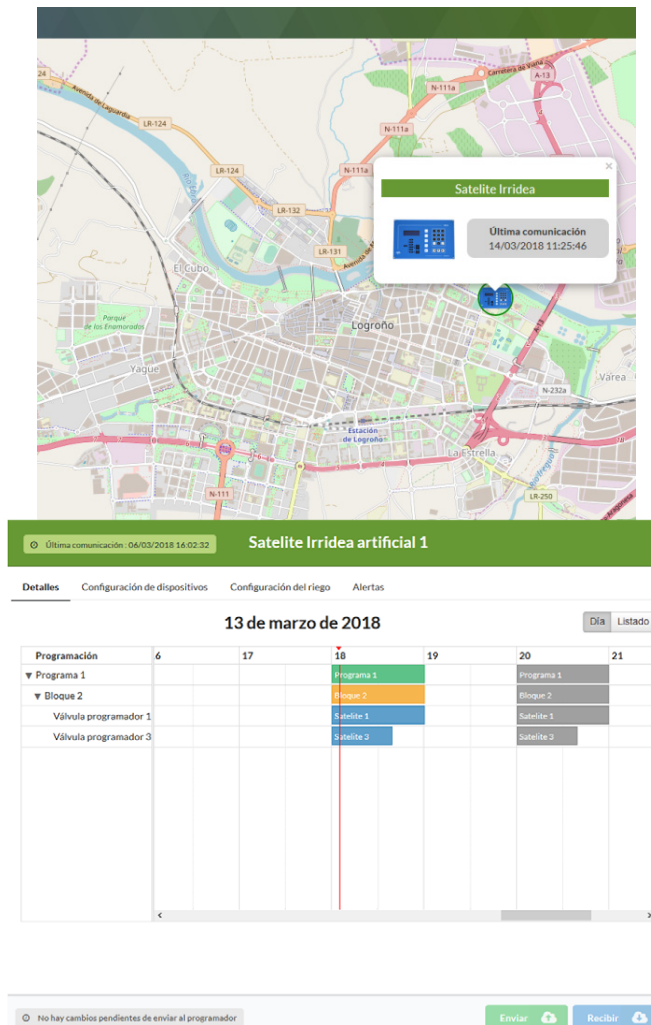 24
Avenida de Laguardia
LR-124
LR-124
N-111a
Carretera de Viana
A-13
N-111a
LR-124
N-111a
LR-132
LR-131
El Cubo
Parque
de los Enamorados
Yagüe
Logroño
×
Satelite Irridea
Última comunicación
14/03/2018 11:25:46
A-13
Varea
N-232a
Estación
de Logroño
La Estrella
N-111
LR-250
Última comunicación : 06/03/2018 16:02:32
Satelite Irridea artificial 1
Detalles Configuración de dispositivos Configuración del riego Alertas
13 de marzo de 2018
Día Listado
Programación 6 17 18 19 20 21
Programa 1 Programa 1 Programa 1
Bloque 2 Bloque 2 Bloque 2
Válvula programador 1 Satelite 1 Satelite 1
Válvula programador 3 Satelite 3 Satelite 3
No hay cambios pendientes de enviar al programador
Enviar Recibir